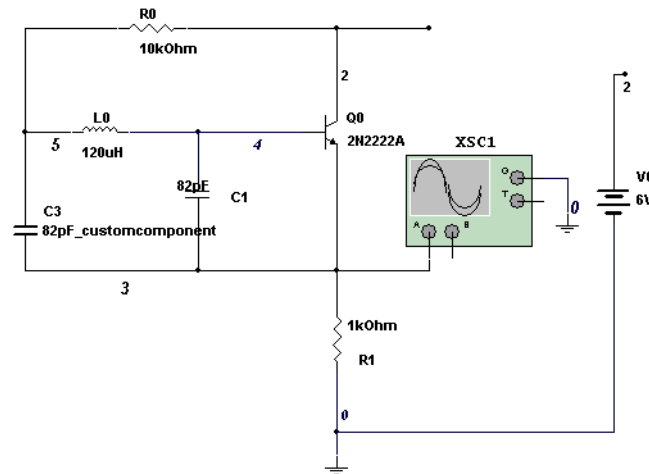 R0
10kOhm
2
2
L0
5
120uH
4
Q0
2N2222A
XSC1
G
T
A
B
0
V0
6V
82pF
C1
C3
82pF_customcomponent
3
1kOhm
R1
0